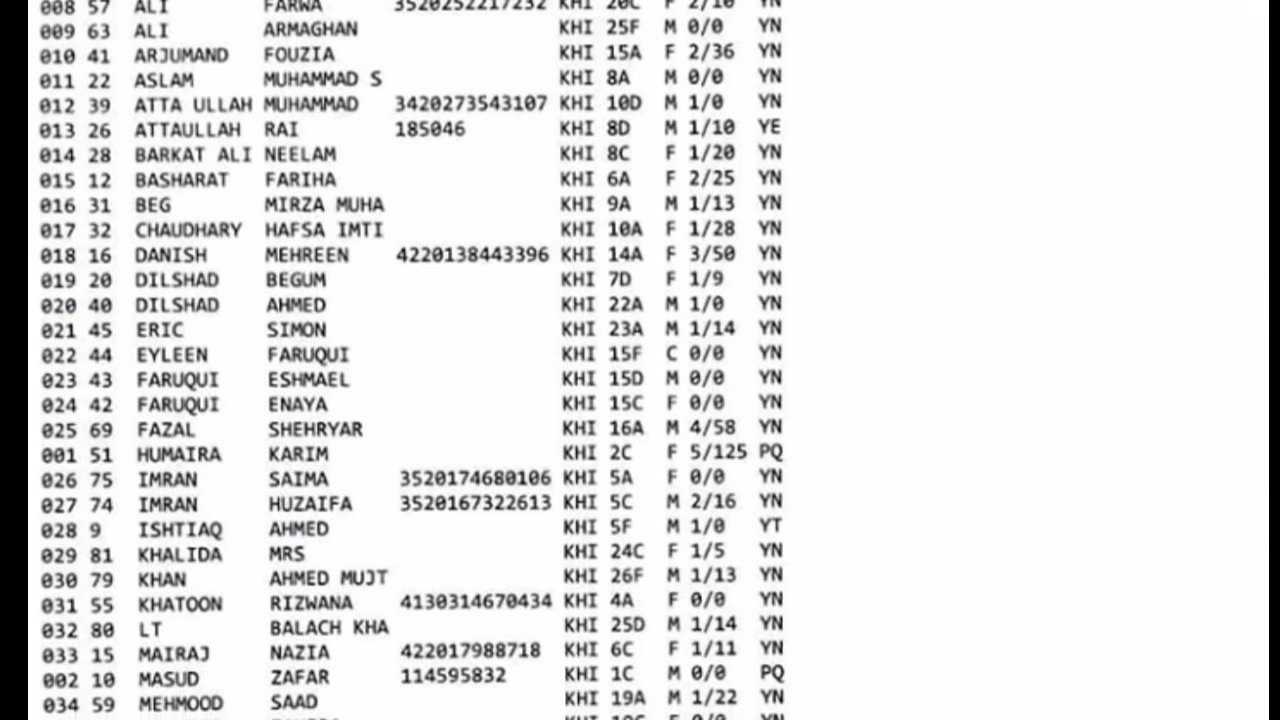 008 57 ALI FARWA 3520252217232 KHI 20C F 2/10 YN
009 63 ALI ARMAGHAN KHI 25F M 0/0 YN
010 41 ARJUMAND FOUZIA KHI 15A F 2/36 YN
011 22 ASLAM MUHAMMAD S KHI 8A M 0/0 YN
012 39 ATTA ULLAH MUHAMMAD 3420273543107 KHI 10D M 1/0 YN
013 26 ATTAULLAH RAI 185046 KHI 8D M 1/10 YE
014 28 BARKAT ALI NEELAM KHI 8C F 1/20 YN
015 12 BASHARAT FARIHA KHI 6A F 2/25 YN
016 31 BEG MIRZA MUHA KHI 9A M 1/13 YN
017 32 CHAUDHARY HAFSA IMTI KHI 10A F 1/28 YN
018 16 DANISH MEHREEN 4220138443396 KHI 14A F 3/50 YN
019 20 DILSHAD BEGUM KHI 7D F 1/9 YN
020 40 DILSHAD AHMED KHI 22A M 1/0 YN
021 45 ERIC SIMON KHI 23A M 1/14 YN
022 44 EYLEEN FARUQUI KHI 15F C 0/0 YN
023 43 FARUQUI ESHMAEL KHI 15D M 0/0 YN
024 42 FARUQUI ENAYA KHI 15C F 0/0 YN
025 69 FAZAL SHEHRYAR KHI 16A M 4/58 YN
001 51 HUMAIRA KARIM KHI 2C F 5/125 PQ
026 75 IMRAN SAIMA 3520174680106 KHI 5A F 0/0 YN
027 74 IMRAN HUZAIFA 3520167322613 KHI 5C M 2/16 YN
028 9 ISHTIAQ AHMED KHI 5F M 1/0 YT
029 81 KHALIDA MRS KHI 24C F 1/5 YN
030 79 KHAN AHMED MUJT KHI 26F M 1/13 YN
031 55 KHATOON RIZWANA 4130314670434 KHI 4A F 0/0 YN
032 80 LT BALACH KHA KHI 25D M 1/14 YN
033 15 MAIRAJ NAZIA 422017988718 KHI 6C F 1/11 YN
002 10 MASUD ZAFAR 114595832 KHI 1C M 0/0 PQ
034 59 MEHMOOD SAAD KHI 19A M 1/22 YN